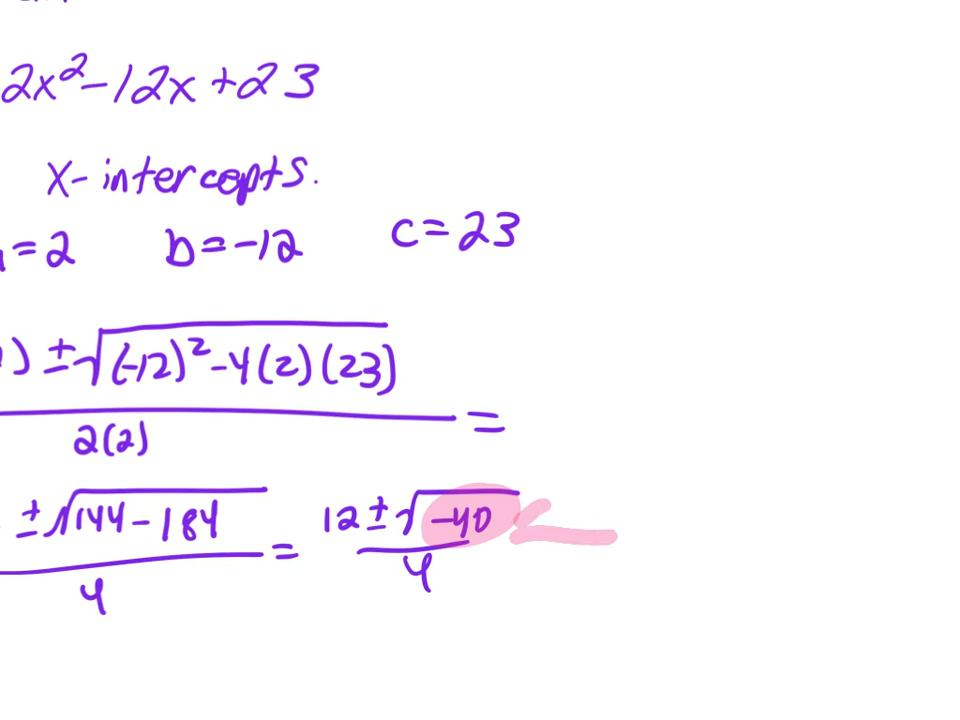 2x²-12x+23
x-intercepts.
=2 b=-12 c=23
) ±√(-12)²-4(2)(23)
2(2) =
±√144-184 = 12±√-40
4 4